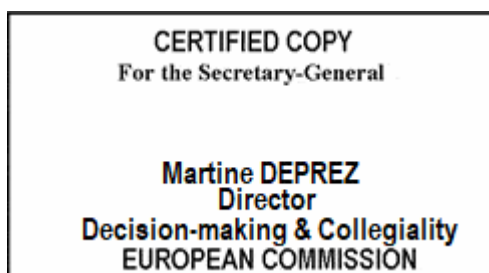 CERTIFIED COPY
For the Secretary-General
Martine DEPREZ
Director
Decision-making & Collegiality
EUROPEAN COMMISSION